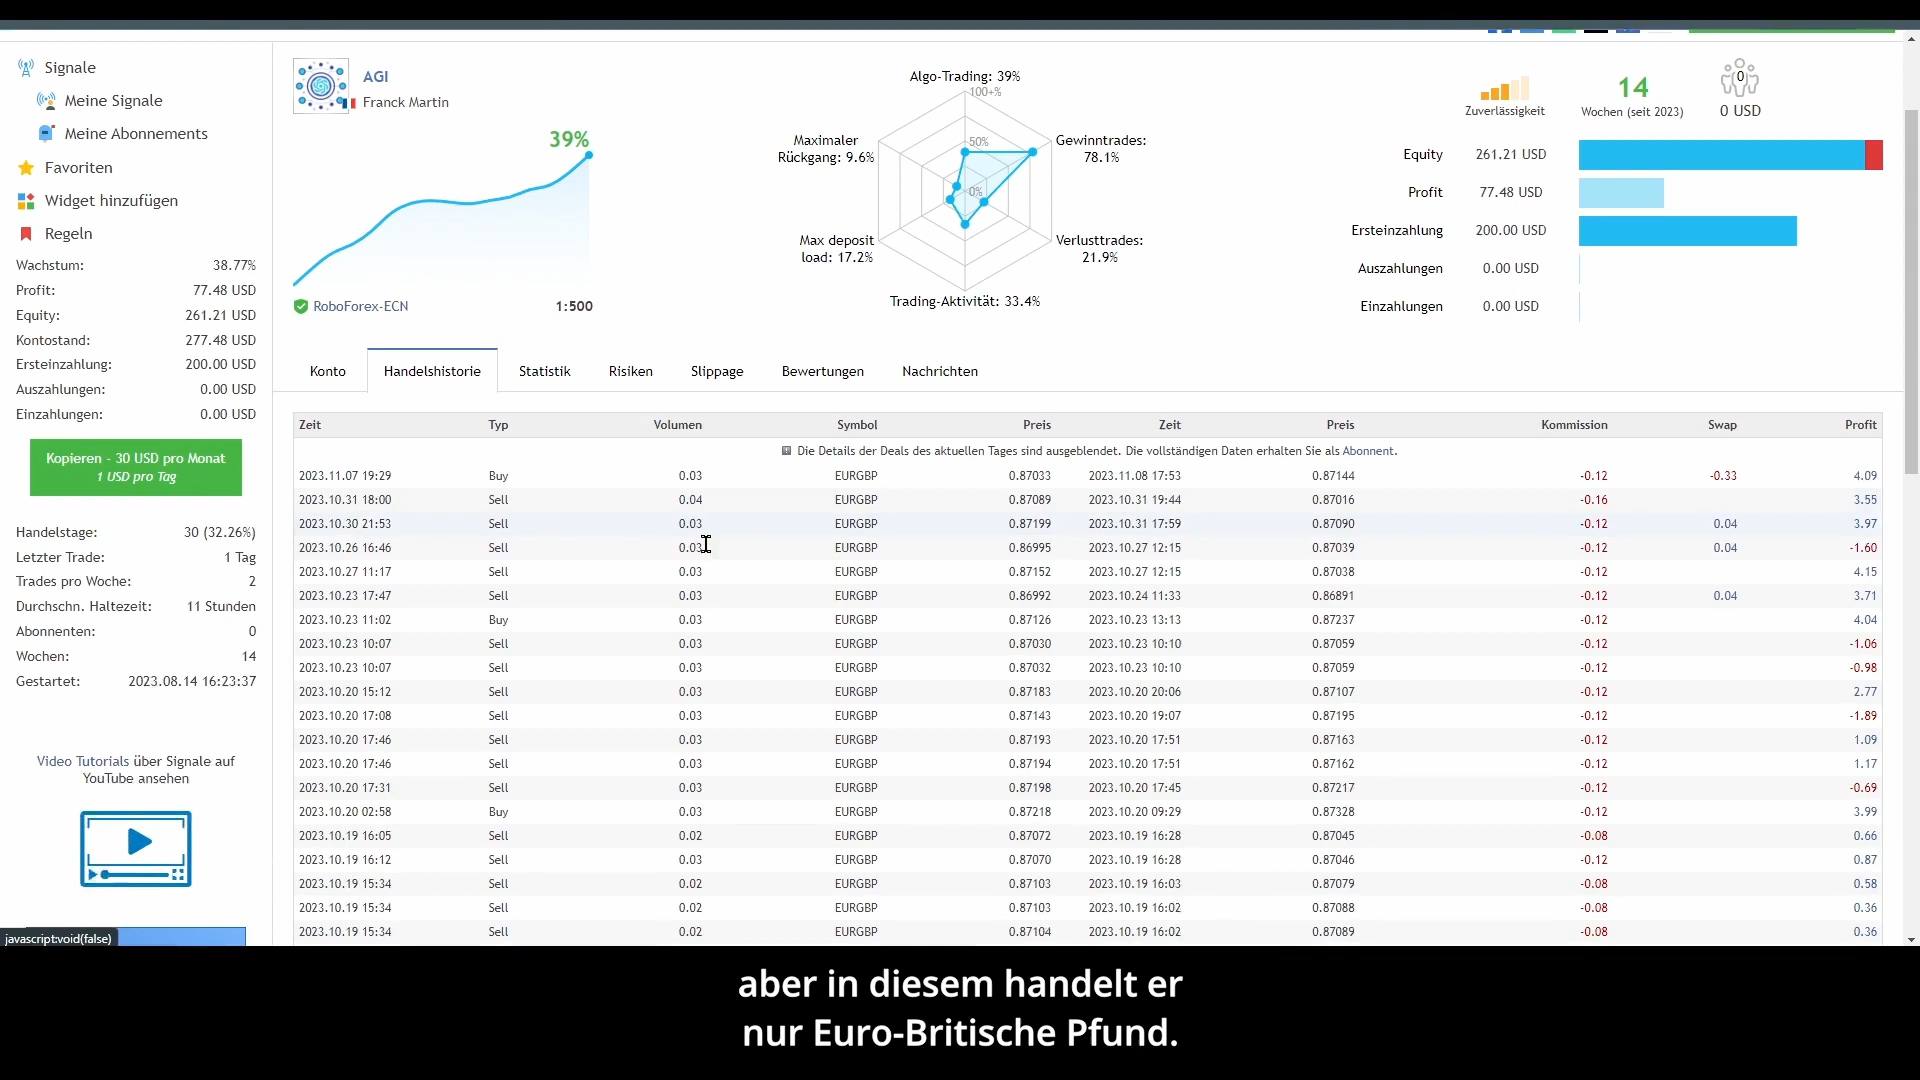 Signale
Meine Signale
Meine Abonnements
Favoriten
Widget hinzufügen
Regeln
Wachstum: 38.77%
Profit: 77.48 USD
Equity: 261.21 USD
Kontostand: 277.48 USD
Ersteinzahlung: 200.00 USD
Auszahlungen: 0.00 USD
Einzahlungen: 0.00 USD
Kopieren - 30 USD pro Monat
1 USD pro Tag
Handelstage: 30 (32.26%)
Letzter Trade: 1 Tag
Trades pro Woche: 2
Durchschn. Haltezeit: 11 Stunden
Abonnenten: 0
Wochen: 14
Gestartet: 2023.08.14 16:23:37
Video Tutorials über Signale auf
YouTube ansehen
javascript:void(false)
AGI
Franck Martin
39%
RoboForex-ECN 1:500
Algo-Trading: 39%
100+%
50%
0%
Maximaler
Rückgang: 9.6%
Gewinntrades:
78.1%
Max deposit
load: 17.2%
Verlusttrades:
21.9%
Trading-Aktivität: 33.4%
Zuverlässigkeit
14
Wochen (seit 2023)
0
0 USD
Equity 261.21 USD
Profit 77.48 USD
Ersteinzahlung 200.00 USD
Auszahlungen 0.00 USD
Einzahlungen 0.00 USD
Konto Handelshistorie Statistik Risiken Slippage Bewertungen Nachrichten
Zeit Typ Volumen Symbol Preis Zeit Preis Kommission Swap Profit
Die Details der Deals des aktuellen Tages sind ausgeblendet. Die vollständigen Daten erhalten Sie als Abonnent.
2023.11.07 19:29 Buy 0.03 EURGBP 0.87033 2023.11.08 17:53 0.87144 -0.12 -0.33 4.09
2023.10.31 18:00 Sell 0.04 EURGBP 0.87089 2023.10.31 19:44 0.87016 -0.16 3.55
2023.10.30 21:53 Sell 0.03 EURGBP 0.87199 2023.10.31 17:59 0.87090 -0.12 0.04 3.97
2023.10.26 16:46 Sell 0.03 EURGBP 0.86995 2023.10.27 12:15 0.87039 -0.12 0.04 -1.60
2023.10.27 11:17 Sell 0.03 EURGBP 0.87152 2023.10.27 12:15 0.87038 -0.12 4.15
2023.10.23 17:47 Sell 0.03 EURGBP 0.86992 2023.10.24 11:33 0.86891 -0.12 0.04 3.71
2023.10.23 11:02 Buy 0.03 EURGBP 0.87126 2023.10.23 13:13 0.87237 -0.12 4.04
2023.10.23 10:07 Sell 0.03 EURGBP 0.87030 2023.10.23 10:10 0.87059 -0.12 -1.06
2023.10.23 10:07 Sell 0.03 EURGBP 0.87032 2023.10.23 10:10 0.87059 -0.12 -0.98
2023.10.20 15:12 Sell 0.03 EURGBP 0.87183 2023.10.20 20:06 0.87107 -0.12 2.77
2023.10.20 17:08 Sell 0.03 EURGBP 0.87143 2023.10.20 19:07 0.87195 -0.12 -1.89
2023.10.20 17:46 Sell 0.03 EURGBP 0.87193 2023.10.20 17:51 0.87163 -0.12 1.09
2023.10.20 17:46 Sell 0.03 EURGBP 0.87194 2023.10.20 17:51 0.87162 -0.12 1.17
2023.10.20 17:31 Sell 0.03 EURGBP 0.87198 2023.10.20 17:45 0.87217 -0.12 -0.69
2023.10.20 02:58 Buy 0.03 EURGBP 0.87218 2023.10.20 09:29 0.87328 -0.12 3.99
2023.10.19 16:05 Sell 0.02 EURGBP 0.87072 2023.10.19 16:28 0.87045 -0.08 0.66
2023.10.19 16:12 Sell 0.03 EURGBP 0.87070 2023.10.19 16:28 0.87046 -0.12 0.87
2023.10.19 15:34 Sell 0.02 EURGBP 0.87103 2023.10.19 16:03 0.87079 -0.08 0.58
2023.10.19 15:34 Sell 0.02 EURGBP 0.87103 2023.10.19 16:02 0.87088 -0.08 0.36
2023.10.19 15:34 Sell 0.02 EURGBP 0.87104 2023.10.19 16:02 0.87089 -0.08 0.36
aber in diesem handelt er
nur Euro-Britische Pfund.